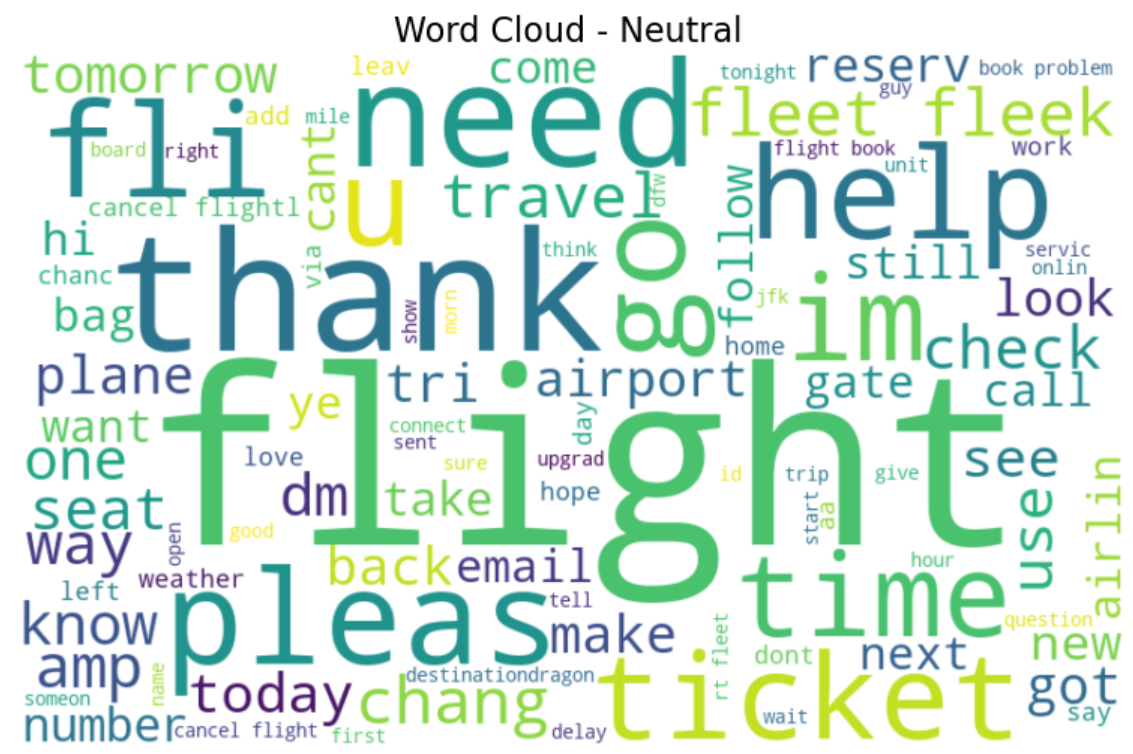 Word Cloud - Neutral
tomorrow
leav
come
tonight
reserv
book problem
guy
fli
add
mile
need
fleet
fleek
board
right
cant
u
travel
dfw
follow
flight book
unit
help
work
cancel flightl
hi
chanc
via
thank
think
go
still
servic
onlin
bag
show
morn
jfk
im
look
home
check
plane
tri
airport
gate
call
want
ye
flight
connect
sent
day
one
love
sure
upgrad
id
trip
give
see
seat
dm
take
hope
start
aa
use
airlin
way
open
good
weather
back
email
hour
left
pleas
tell
time
question
know
make
rt fleet
dont
next
new
amp
name
today
chang
destinationdragon
ticket
got
someon
say
number
cancel flight
first
delay
wait